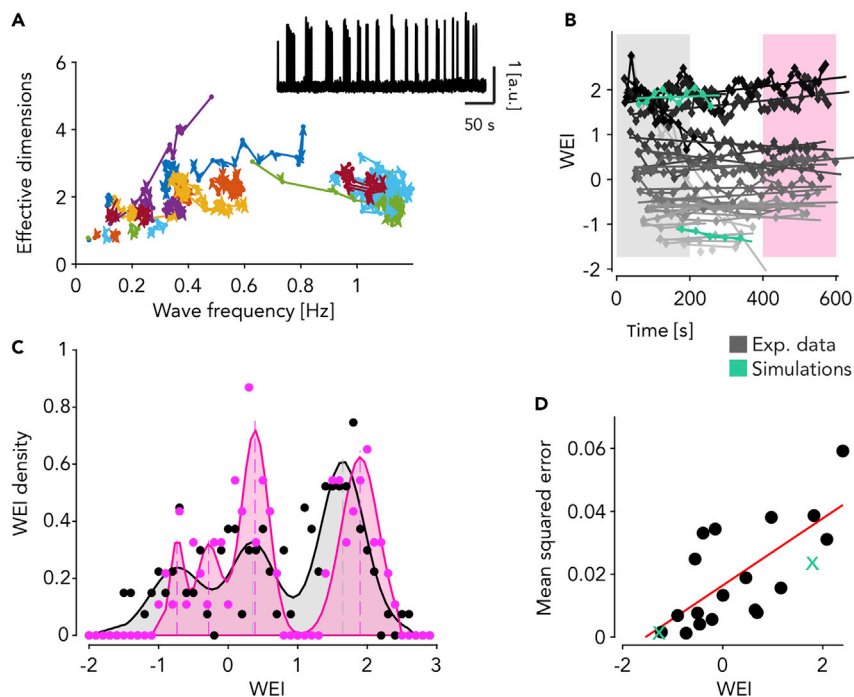 A
6
4
2
0
Effective dimensions
0 0.2 0.4 0.6 0.8 1
Wave frequency [Hz]
1 [a.u.]
50 s
B
2
1
0
-1
-2
WEI
0 200 400 600
Time [s]
Exp. data
Simulations
C
1
0.8
0.6
0.4
0.2
0
WEI density
-2 -1 0 1 2 3
WEI
D
0.06
0.04
0.02
0
Mean squared error
-2 0 2
WEI
x
x